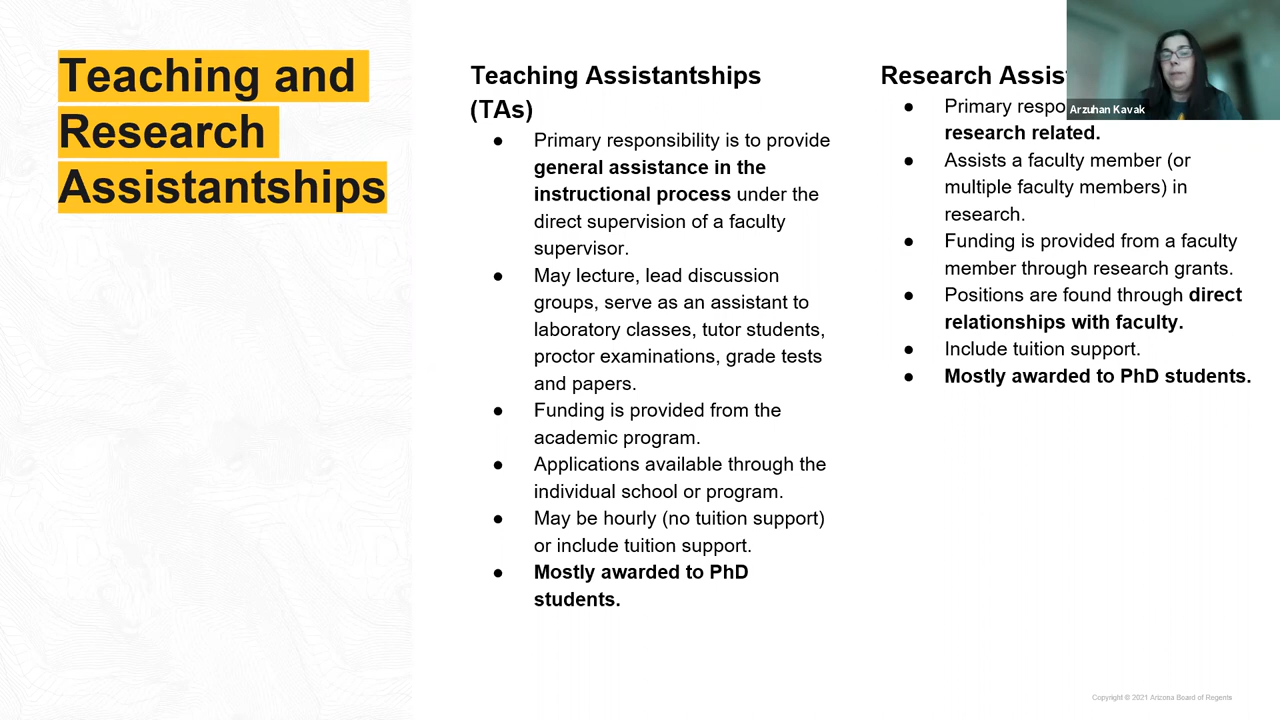 Teaching and
Research
Assistantships
Teaching Assistantships
(TAs)
● Primary responsibility is to provide
general assistance in the
instructional process under the
direct supervision of a faculty
supervisor.
● May lecture, lead discussion
groups, serve as an assistant to
laboratory classes, tutor students,
proctor examinations, grade tests
and papers.
● Funding is provided from the
academic program.
● Applications available through the
individual school or program.
● May be hourly (no tuition support)
or include tuition support.
● Mostly awarded to PhD
students.
Research
● Primary
research related.
● Assists a faculty member (or
multiple faculty members) in
research.
● Funding is provided from a faculty
member through research grants.
● Positions are found through direct
relationships with faculty.
● Include tuition support.
● Mostly awarded to PhD students.
Arzuhan Kavak
Copyright © 2021 Arizona Board of Regents